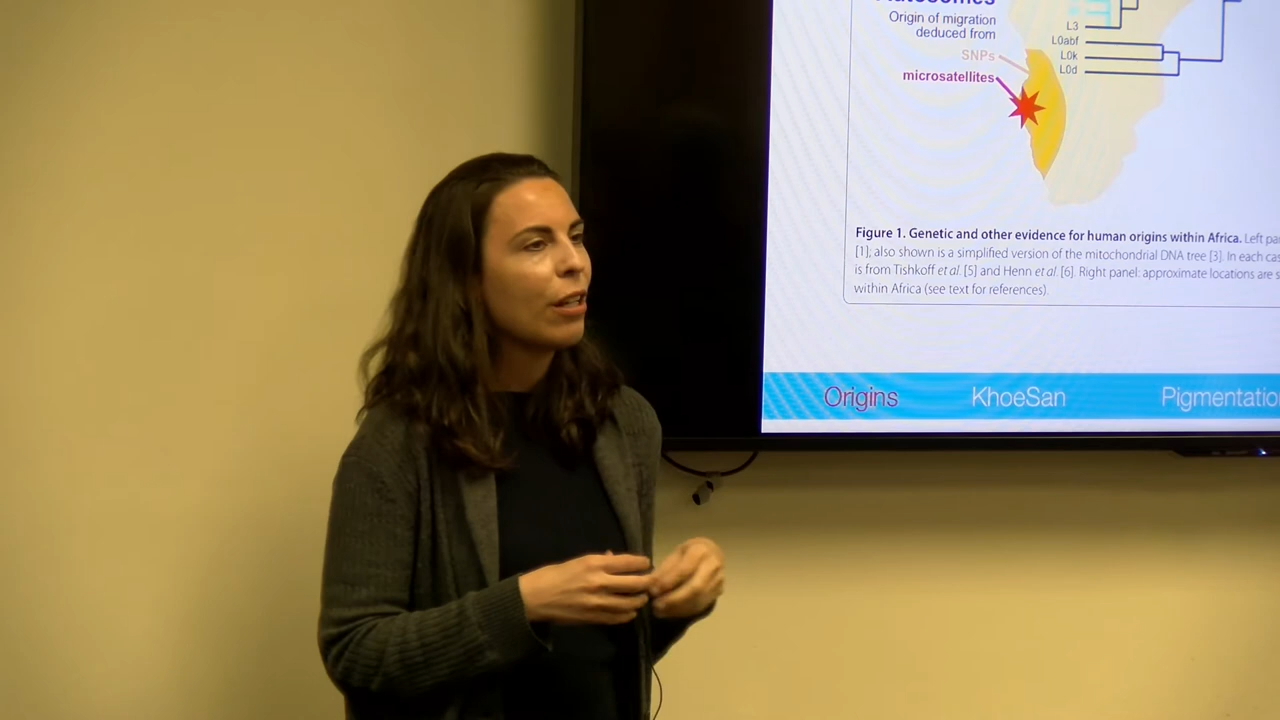 Origin of migration
deduced from
SNPs
microsatellites
L3
L0abf
L0k
L0d
Figure 1. Genetic and other evidence for human origins within Africa. Left
[1]; also shown is a simplified version of the mitochondrial DNA tree [3]. In each
is from Tishkoff et al. [5] and Henn et al. [6]. Right panel: approximate locations are
within Africa (see text for references).
Origins KhoeSan Pigmentatio